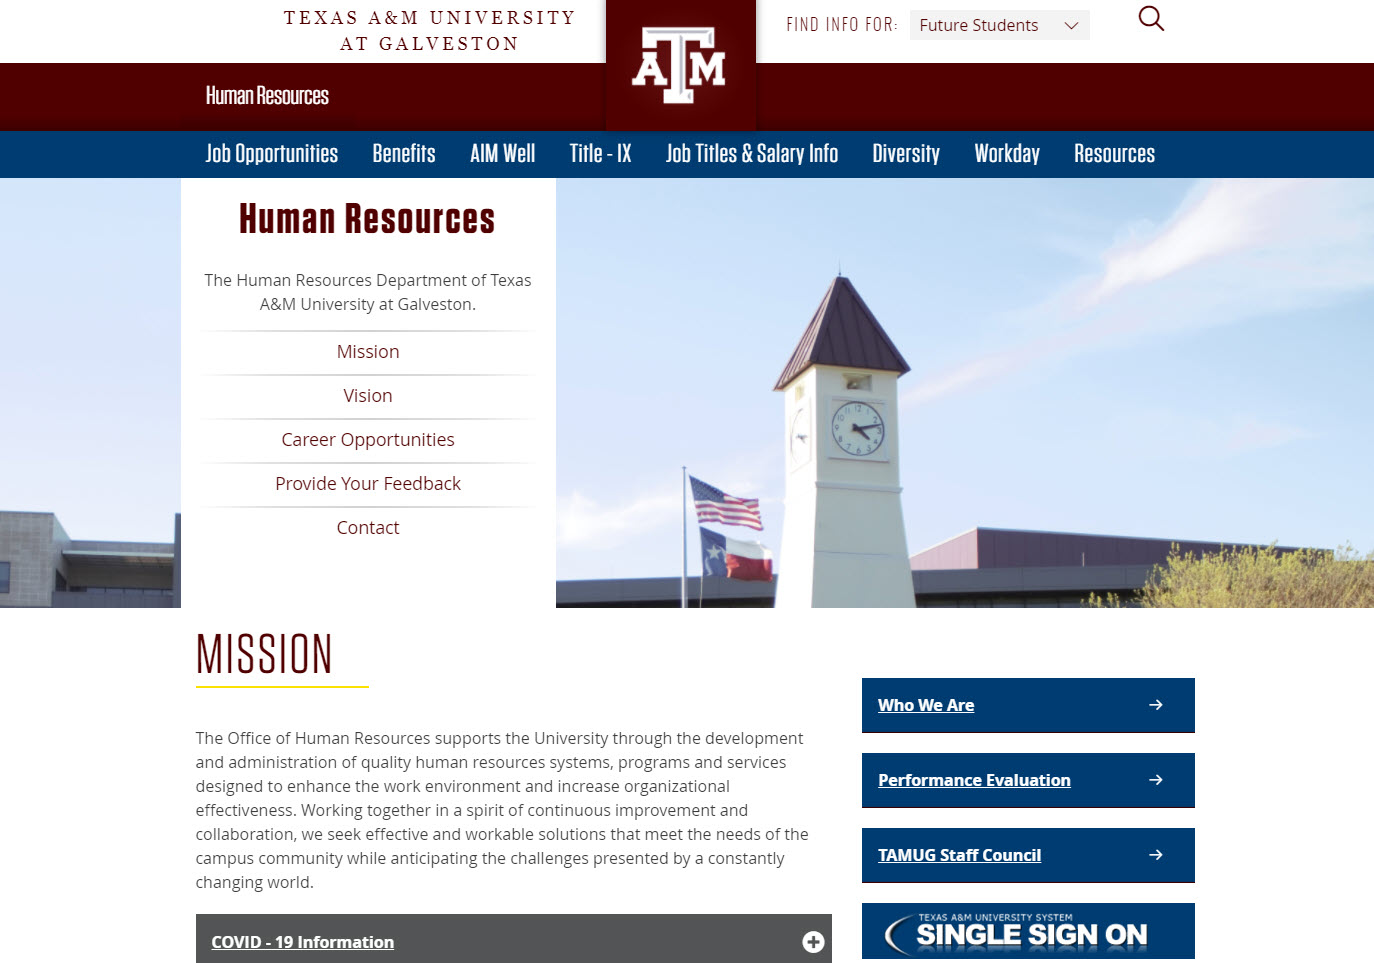 TEXAS A&M UNIVERSITY
AT GALVESTON
ATM
FIND INFO FOR:
Future Students
Human Resources
Job Opportunities
Benefits
AIM Well
Title - IX
Job Titles & Salary Info
Diversity
Workday
Resources
Human Resources
The Human Resources Department of Texas
A&M University at Galveston.
Mission
Vision
Career Opportunities
Provide Your Feedback
Contact
MISSION
The Office of Human Resources supports the University through the development
and administration of quality human resources systems, programs and services
designed to enhance the work environment and increase organizational
effectiveness. Working together in a spirit of continuous improvement and
collaboration, we seek effective and workable solutions that meet the needs of the
campus community while anticipating the challenges presented by a constantly
changing world.
COVID - 19 Information
Who We Are
Performance Evaluation
TAMUG Staff Council
TEXAS A&M UNIVERSITY SYSTEM
SINGLE SIGN ON